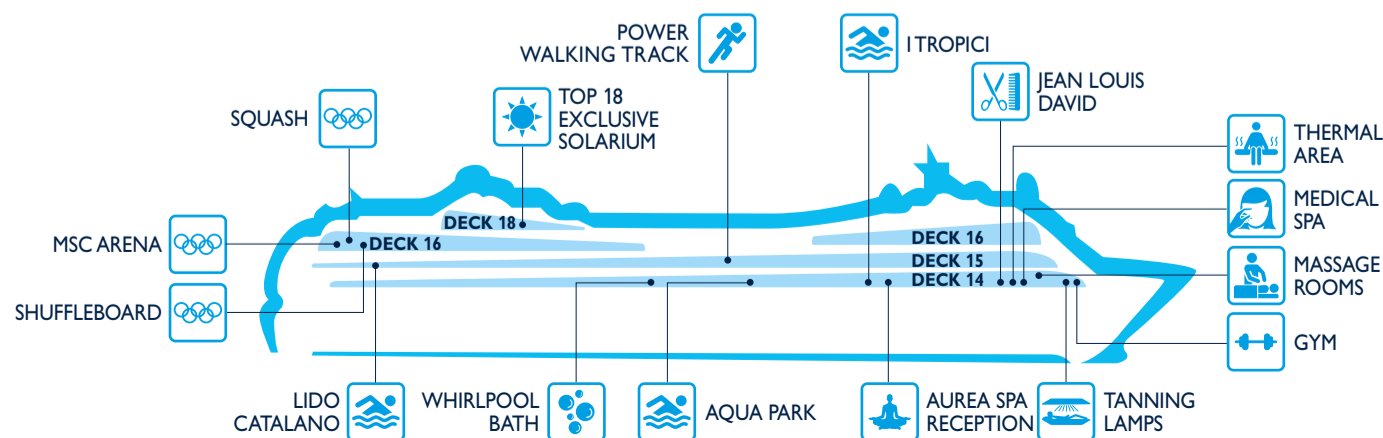 POWER
WALKING TRACK
I TROPICI
JEAN LOUIS
DAVID
SQUASH
TOP 18
EXCLUSIVE
SOLARIUM
THERMAL
AREA
MEDICAL
SPA
DECK 18
MSC ARENA
DECK 16
DECK 16
DECK 15
MASSAGE
ROOMS
DECK 14
SHUFFLEBOARD
GYM
LIDO
CATALANO
WHIRLPOOL
BATH
AQUA PARK
AUREA SPA
RECEPTION
TANNING
LAMPS